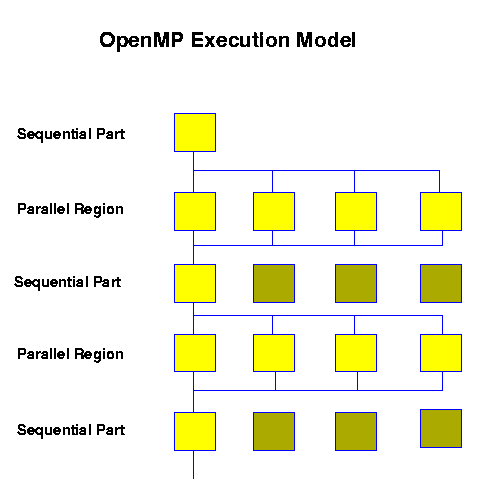 OpenMP Execution Model
Sequential Part
Parallel Region
Sequential Part
Parallel Region
Sequential Part